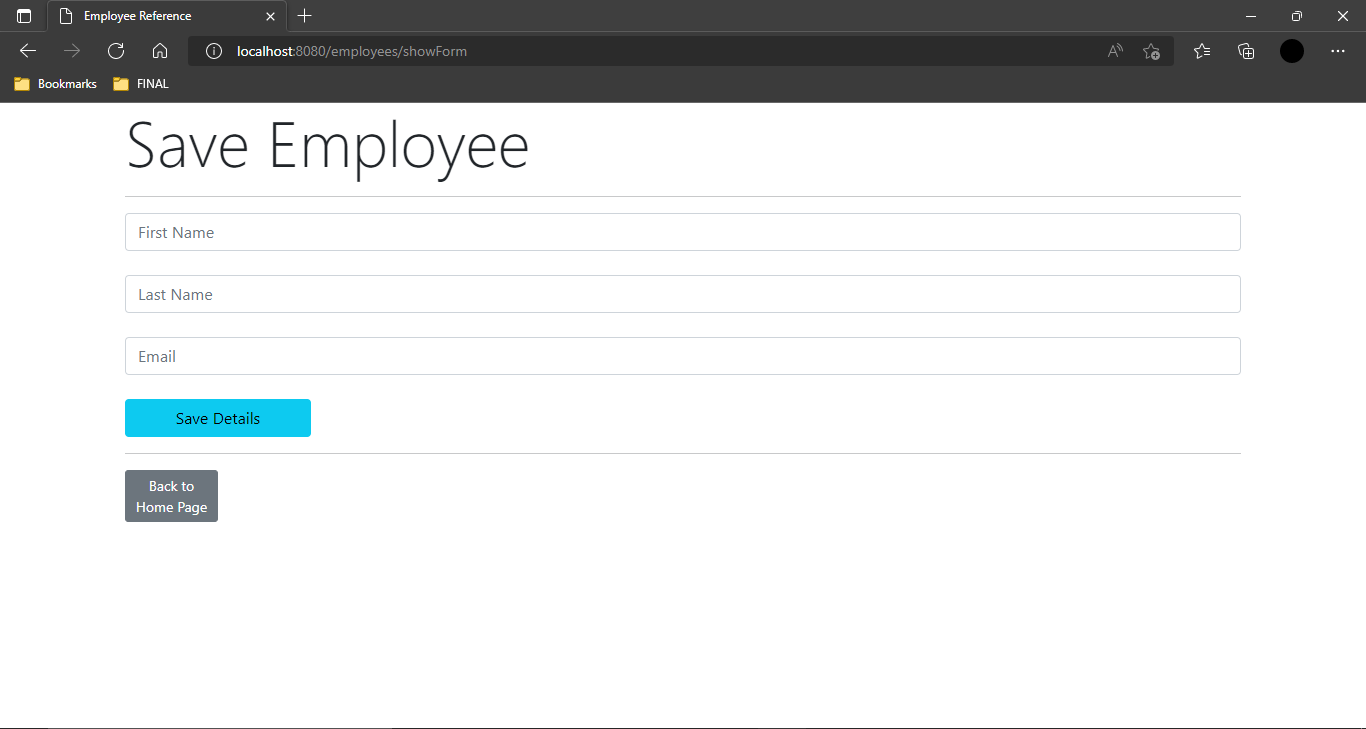 Employee Reference
localhost:8080/employees/showForm
Bookmarks FINAL
Save Employee
First Name
Last Name
Email
Save Details
Back to
Home Page